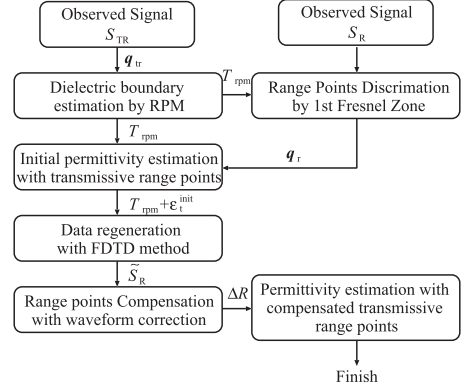 Observed Signal
S_TR
Observed Signal
S_R
q_tr
Dielectric boundary
estimation by RPM
T_rpm
Range Points Discrimation
by 1st Fresnel Zone
T_rpm
q_r
Initial permittivity estimation
with transmissive range points
T_rpm+ε_t^init
Data regeneration
with FDTD method
S̃_R
Range points Compensation
with waveform correction
ΔR
Permittivity estimation with
compensated transmissive
range points
Finish